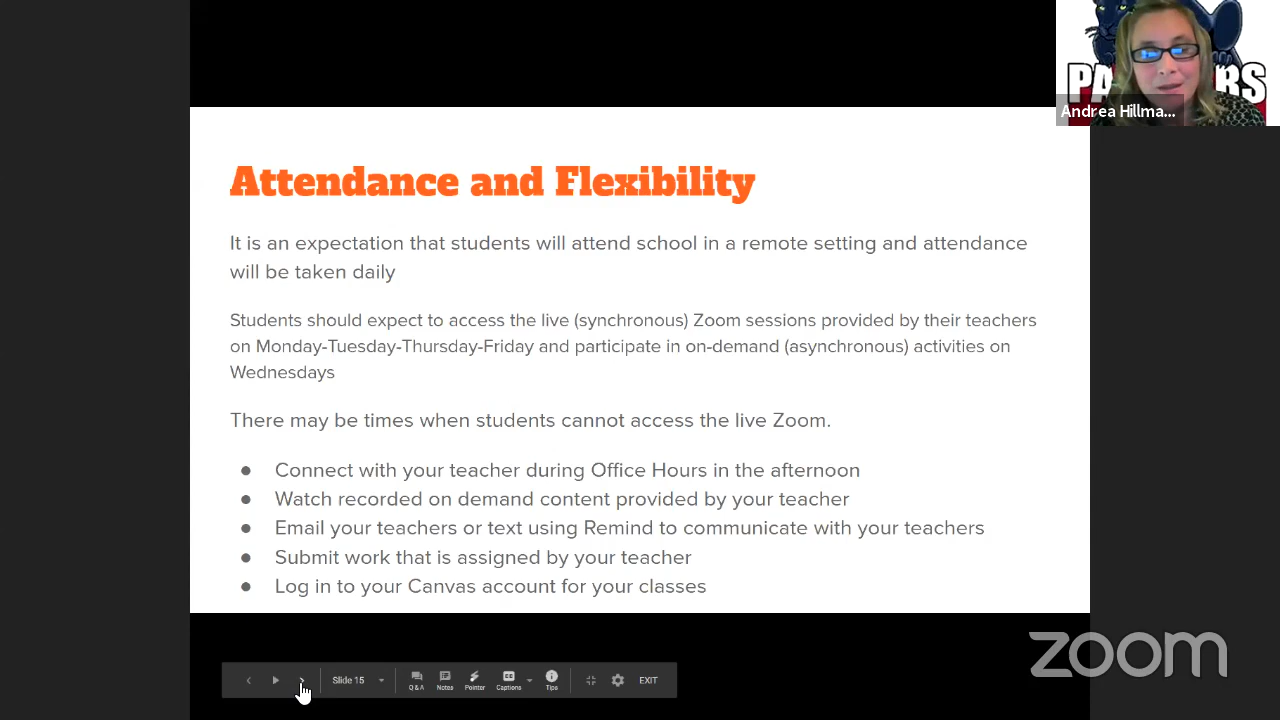 PA RS
Andrea Hillma...
Attendance and Flexibility
It is an expectation that students will attend school in a remote setting and attendance
will be taken daily
Students should expect to access the live (synchronous) Zoom sessions provided by their teachers
on Monday-Tuesday-Thursday-Friday and participate in on-demand (asynchronous) activities on
Wednesdays
There may be times when students cannot access the live Zoom.
● Connect with your teacher during Office Hours in the afternoon
● Watch recorded on demand content provided by your teacher
● Email your teachers or text using Remind to communicate with your teachers
● Submit work that is assigned by your teacher
● Log in to your Canvas account for your classes
zoom
Slide 15 Q & A Notes Pointer Captions Tips EXIT